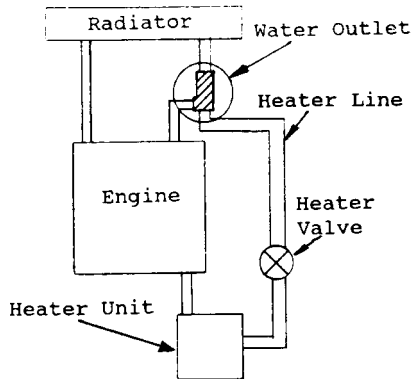 Radiator
Water Outlet
Heater Line
Engine
Heater
Valve
Heater Unit